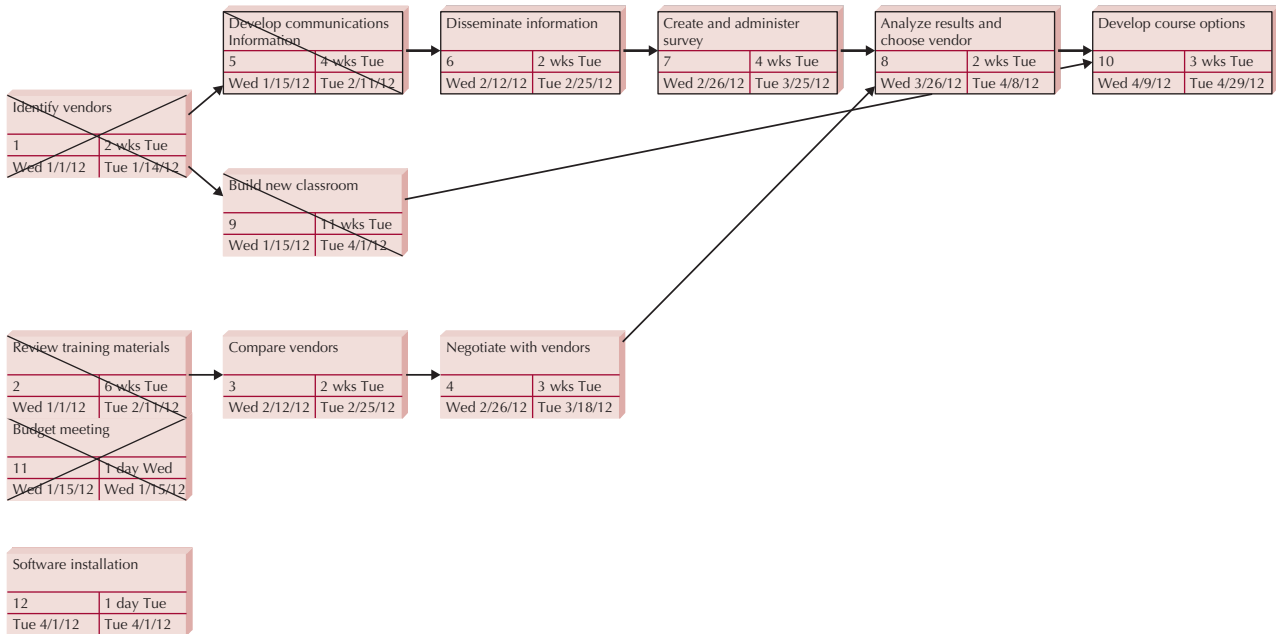 Develop communications
Information
5 4 wks Tue
Wed 1/15/12 Tue 2/11/12
Disseminate information
6 2 wks Tue
Wed 2/12/12 Tue 2/25/12
Create and administer
survey
7 4 wks Tue
Wed 2/26/12 Tue 3/25/12
Analyze results and
choose vendor
8 2 wks Tue
Wed 3/26/12 Tue 4/8/12
Develop course options
10 3 wks Tue
Wed 4/9/12 Tue 4/29/12
Identify vendors
1 2 wks Tue
Wed 1/1/12 Tue 1/14/12
Build new classroom
9 11 wks Tue
Wed 1/15/12 Tue 4/1/12
Review training materials
2 6 wks Tue
Wed 1/1/12 Tue 2/11/12
Compare vendors
3 2 wks Tue
Wed 2/12/12 Tue 2/25/12
Negotiate with vendors
4 3 wks Tue
Wed 2/26/12 Tue 3/18/12
Budget meeting
11 1 day Wed
Wed 1/15/12 Wed 1/15/12
Software installation
12 1 day Tue
Tue 4/1/12 Tue 4/1/12